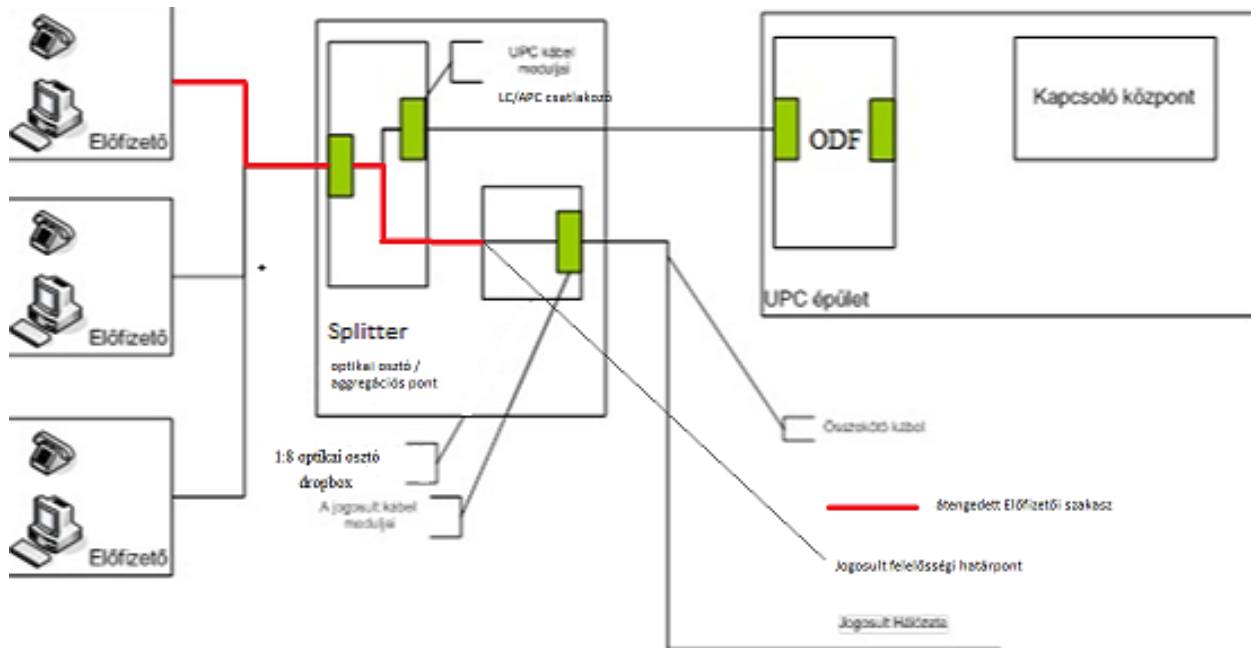 UPC kábel
moduljai
LC/APC csatlakozó
Előfizető
ODF
Kapcsoló központ
Előfizető
UPC épület
Splitter
optikai osztó /
aggregációs pont
Összekötő kábel
1:8 optikai osztó
dropbox
A jogosult kábel
moduljai
átengedett Előfizetői szakasz
Előfizető
Jogosult felelősségi határpont
Jogosult Hálózata